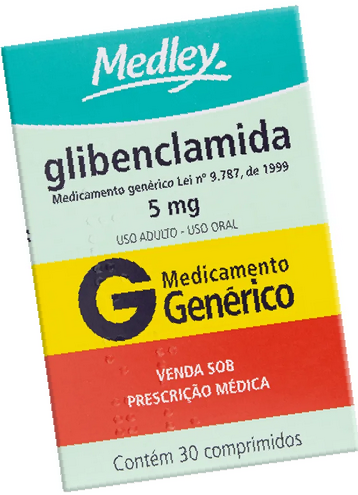 Medley.
glibenclamida
Medicamento genérico Lei nº 9.787, de 1999
5 mg
USO ADULTO - USO ORAL
G Medicamento
Genérico
VENDA SOB
PRESCRIÇÃO MÉDICA
Contém 30 comprimidos